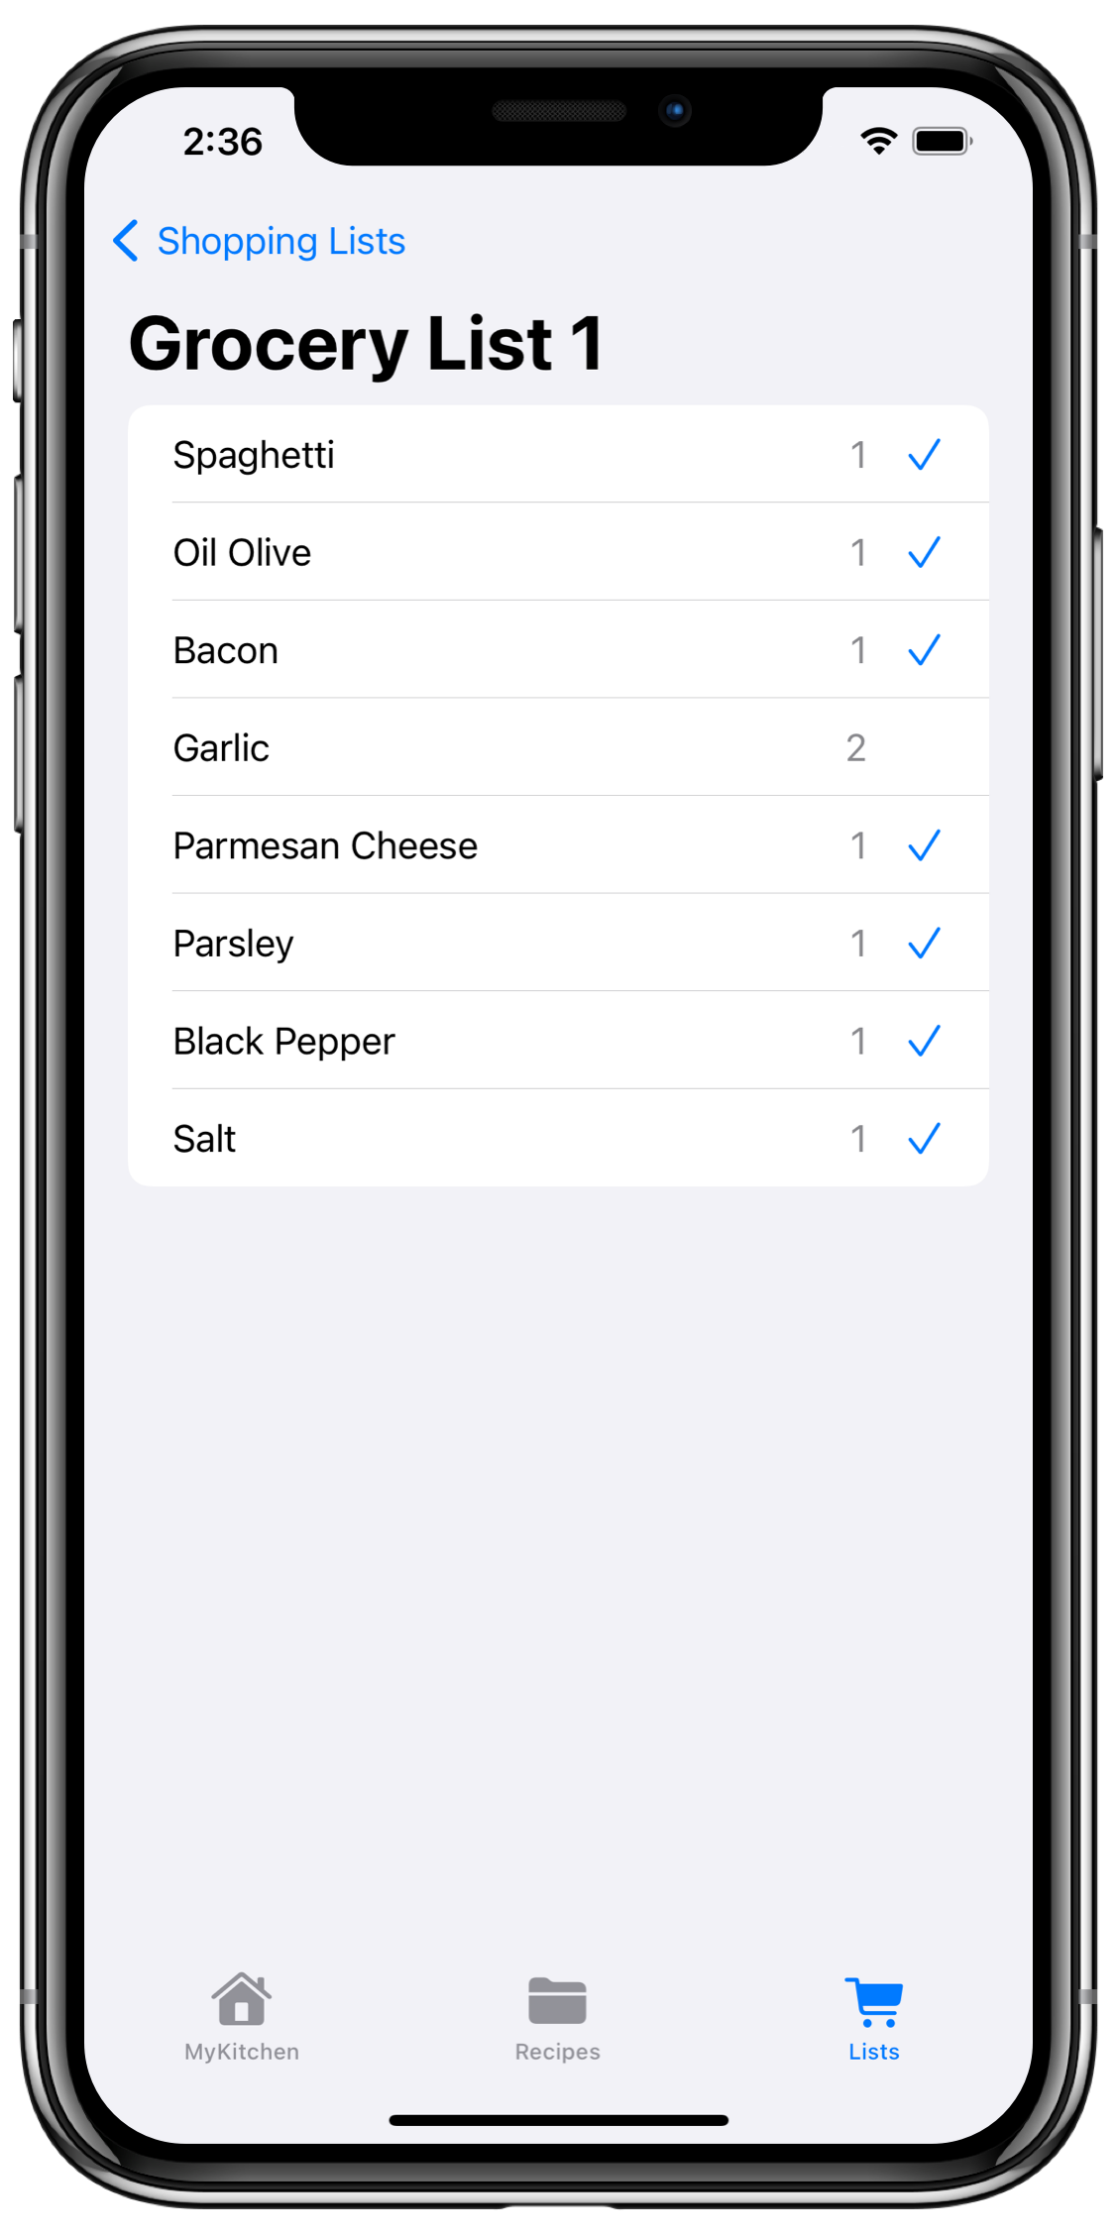 2:36
Shopping Lists
Grocery List 1
Spaghetti 1
Oil Olive 1
Bacon 1
Garlic 2
Parmesan Cheese 1
Parsley 1
Black Pepper 1
Salt 1
MyKitchen Recipes Lists